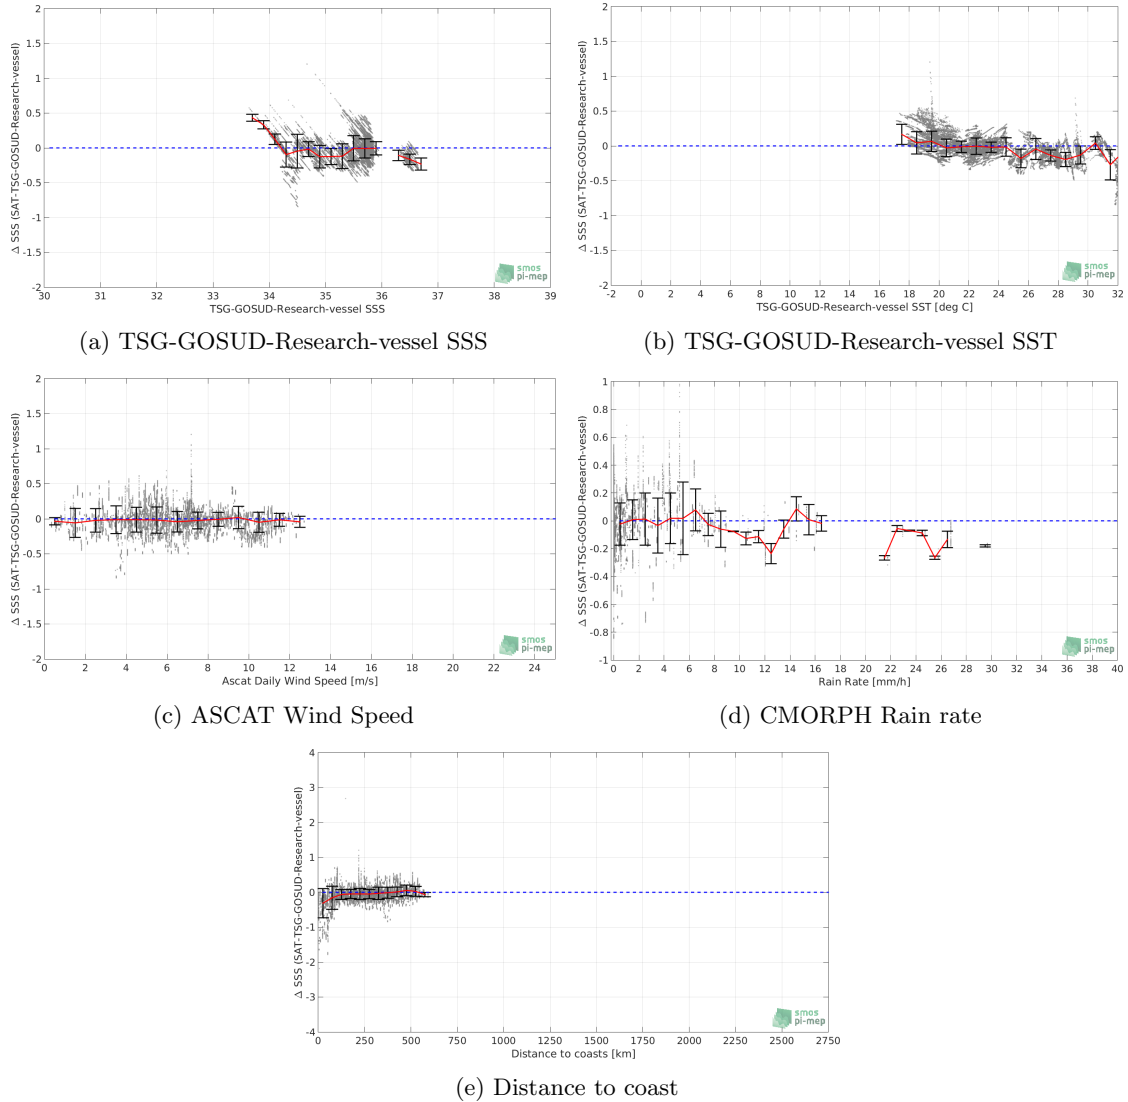 2
1.5
1
0.5
0
-0.5
-1
-1.5
-2
Δ SSS (SAT-TSG-GOSUD-Research-vessel)
30 31 32 33 34 35 36 37 38 39
TSG-GOSUD-Research-vessel SSS
smos
pi-mep
(a) TSG-GOSUD-Research-vessel SSS
2
1.5
1
0.5
0
-0.5
-1
-1.5
-2
Δ SSS (SAT-TSG-GOSUD-Research-vessel)
-2 0 2 4 6 8 10 12 14 16 18 20 22 24 26 28 30 32
TSG-GOSUD-Research-vessel SST [deg C]
smos
pi-mep
(b) TSG-GOSUD-Research-vessel SST
2
1.5
1
0.5
0
-0.5
-1
-1.5
-2
Δ SSS (SAT-TSG-GOSUD-Research-vessel)
0 2 4 6 8 10 12 14 16 18 20 22 24
Ascat Daily Wind Speed [m/s]
smos
pi-mep
(c) ASCAT Wind Speed
1
0.8
0.6
0.4
0.2
0
-0.2
-0.4
-0.6
-0.8
-1
Δ SSS (SAT-TSG-GOSUD-Research-vessel)
0 2 4 6 8 10 12 14 16 18 20 22 24 26 28 30 32 34 36 38 40
Rain Rate [mm/h]
smos
pi-mep
(d) CMORPH Rain rate
4
3
2
1
0
-1
-2
-3
-4
Δ SSS (SAT-TSG-GOSUD-Research-vessel)
0 250 500 750 1000 1250 1500 1750 2000 2250 2500 2750
Distance to coasts [km]
smos
pi-mep
(e) Distance to coast